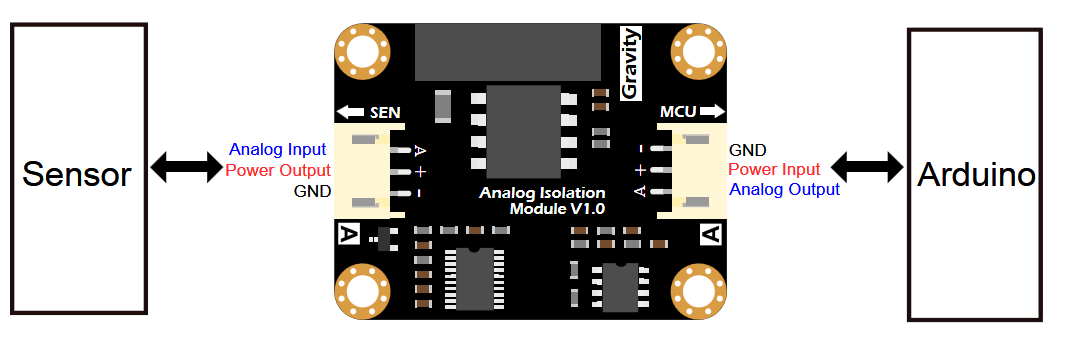 Gravity
SEN
MCU
Analog Input
Power Output
GND
A
+
-
Sensor
-
+
A
GND
Power Input
Analog Output
Arduino
Analog Isolation
Module V1.0
A
A